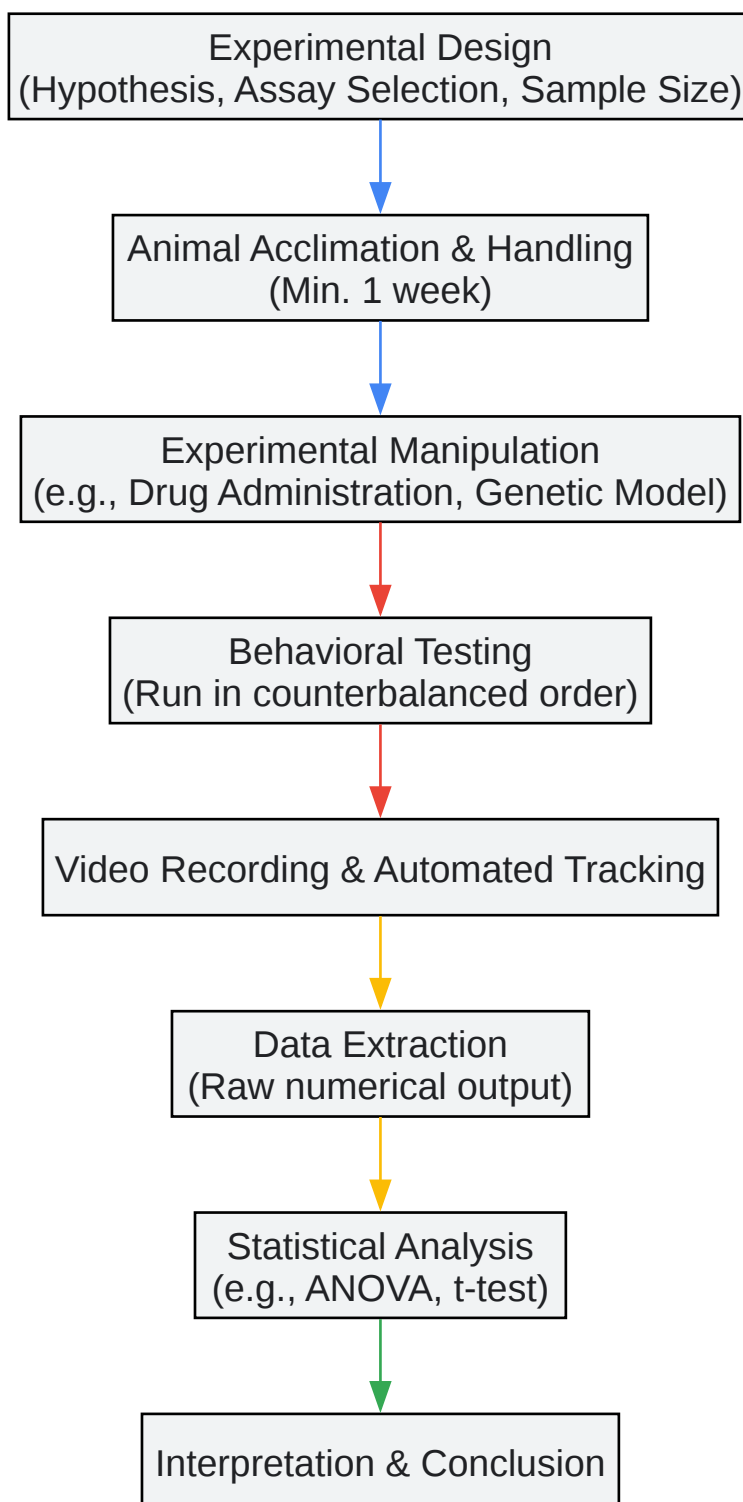 Experimental Design
(Hypothesis, Assay Selection, Sample Size)
Animal Acclimation & Handling
(Min. 1 week)
Experimental Manipulation
(e.g., Drug Administration, Genetic Model)
Behavioral Testing
(Run in counterbalanced order)
Video Recording & Automated Tracking
Data Extraction
(Raw numerical output)
Statistical Analysis
(e.g., ANOVA, t-test)
Interpretation & Conclusion